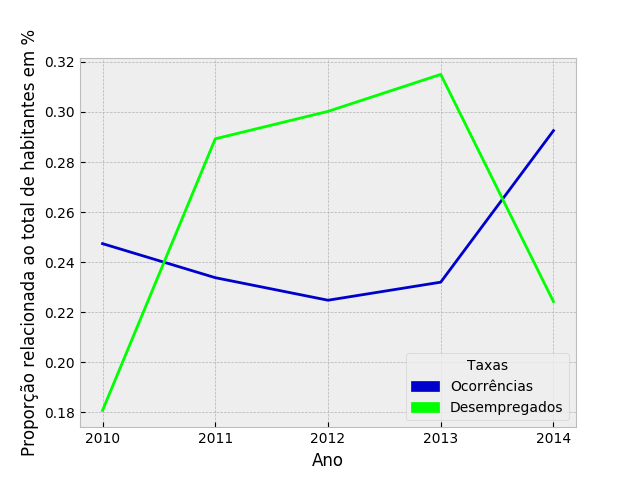 Proporção relacionada ao total de habitantes em %
0.32
0.30
0.28
0.26
0.24
0.22
0.20
0.18
2010 2011 2012 2013 2014
Ano
Taxas
Ocorrências
Desempregados